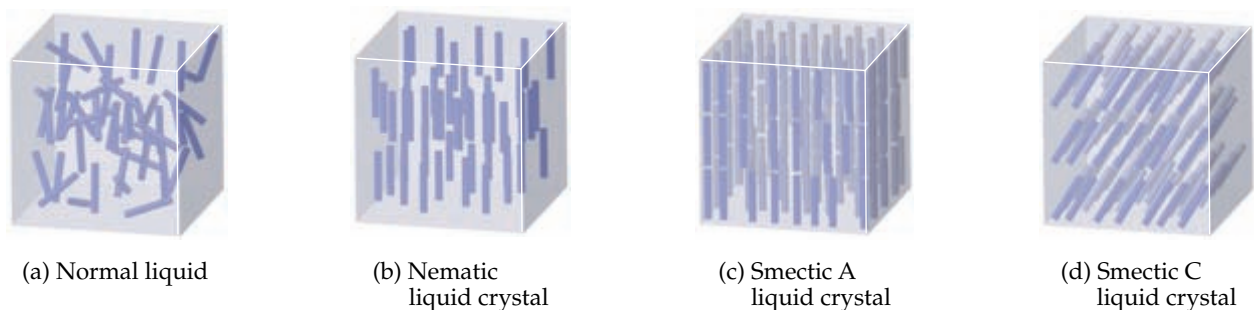 (a) Normal liquid
(b) Nematic
liquid crystal
(c) Smectic A
liquid crystal
(d) Smectic C
liquid crystal